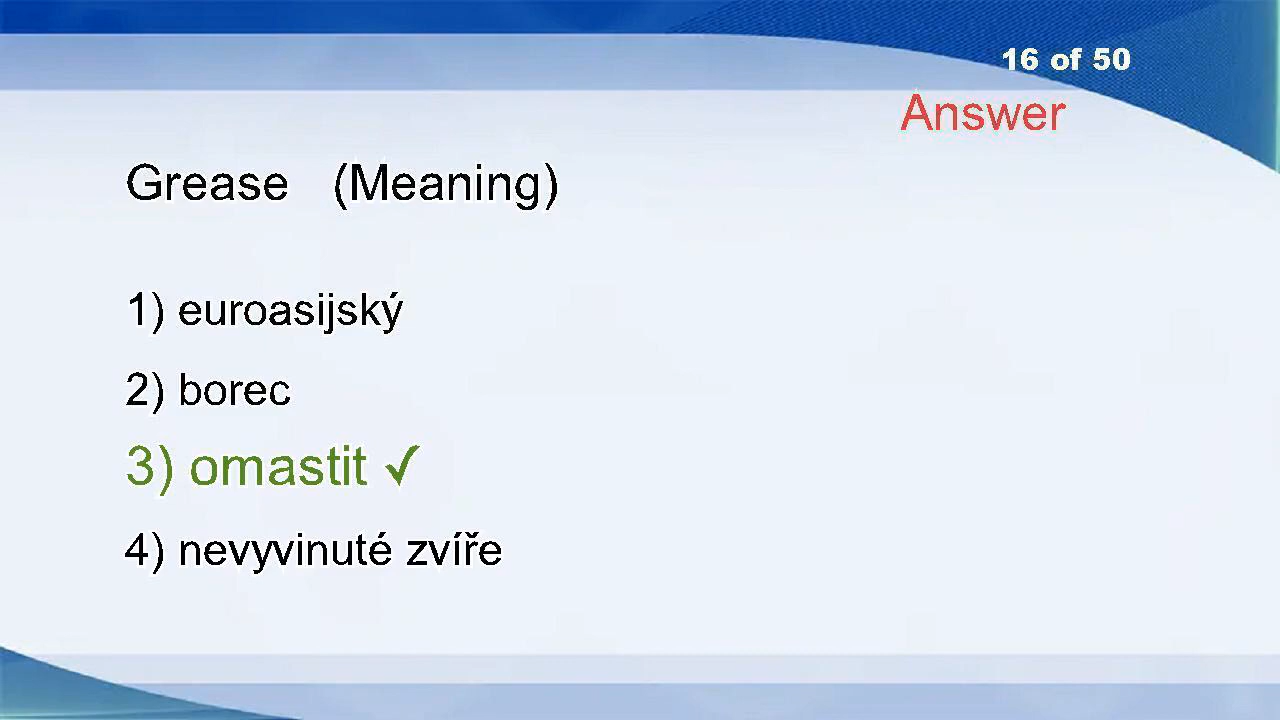 16 of 50
Answer
Grease (Meaning)
1) euroasijský
2) borec
3) omastit ✓
4) nevyvinuté zvíře